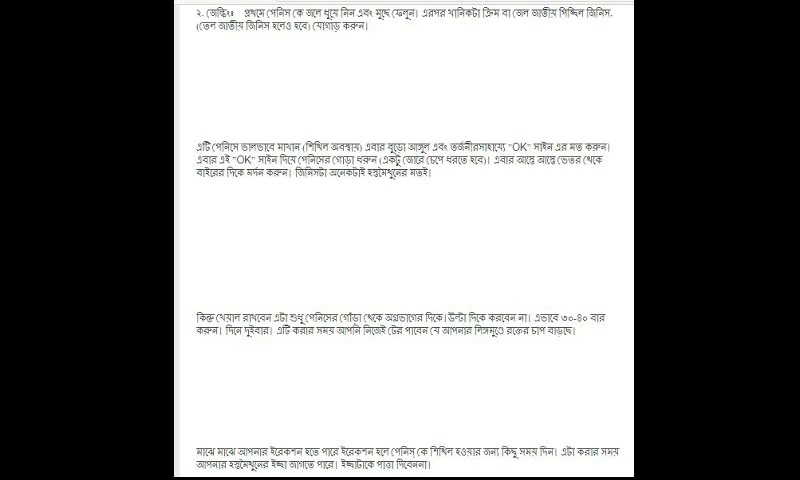 ২. জেল্কিংঃ   প্রথমে পেনিস কে জলে ধুয়ে নিন এবং মুছে ফেলুন। এরপর খানিকটা ক্রিম বা জেল জাতীয় পিচ্ছিল জিনিস.
(তেল জাতীয় জিনিস হলেও হবে) যোগাড় করুন।
এটি পেনিসে ভালভাবে মাখান (শিথিল অবস্থায়) এবার বুড়ো আঙ্গুল এবং তর্জনীরসাহায্যে "OK" সাইন এর মত করুন।
এবার এই "OK" সাইন দিয়ে পেনিসের গোড়া ধরুন (একটু জোরে চেপে ধরতে হবে)। এবার আস্তে আস্তে ভেতর থেকে
বাইরের দিকে মর্দন করুন। জিনিসটা অনেকটাই হস্তমৈথুনের মতই।
কিন্তু খেয়াল রাখবেন এটা শুধু পেনিসের গোঁড়া থেকে অগ্রভাগের দিকে। উল্টা দিকে করবেন না। এভাবে ৩০-৪০ বার
করুন। দিনে দুইবার। এটি করার সময় আপনি নিজেই টের পাবেন যে আপনার লিঙ্গমুণ্ডে রক্তের চাপ বাড়ছে।
মাঝে মাঝে আপনার ইরেকশন হতে পারে ইরেকশন হলে পেনিস্ কে শিথিল হওয়ার জন্য কিছু সময় দিন। এটা করার সময়
আপনার হস্তমৈথুনের ইচ্ছা জাগতে পারে। ইচ্ছাটাকে পাত্তা দিবেননা।